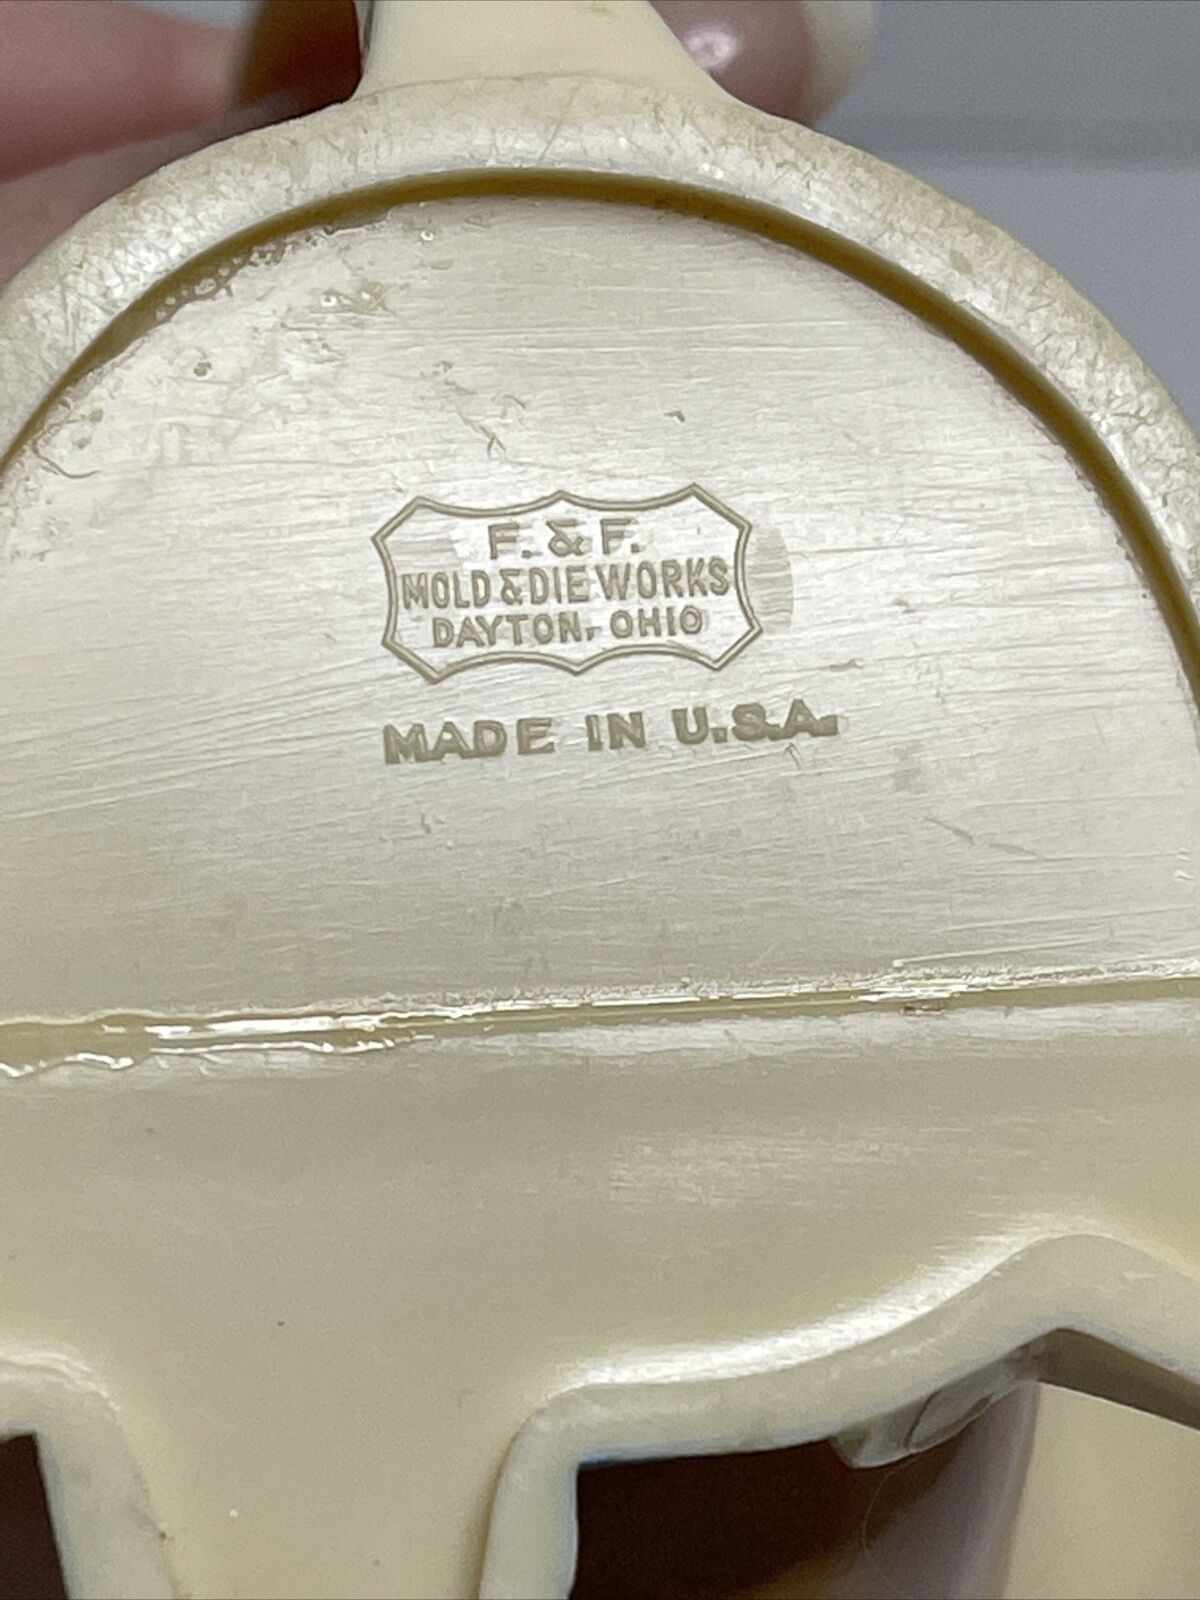 F. & F.
MOLD & DIE WORKS
DAYTON, OHIO
MADE IN U.S.A.